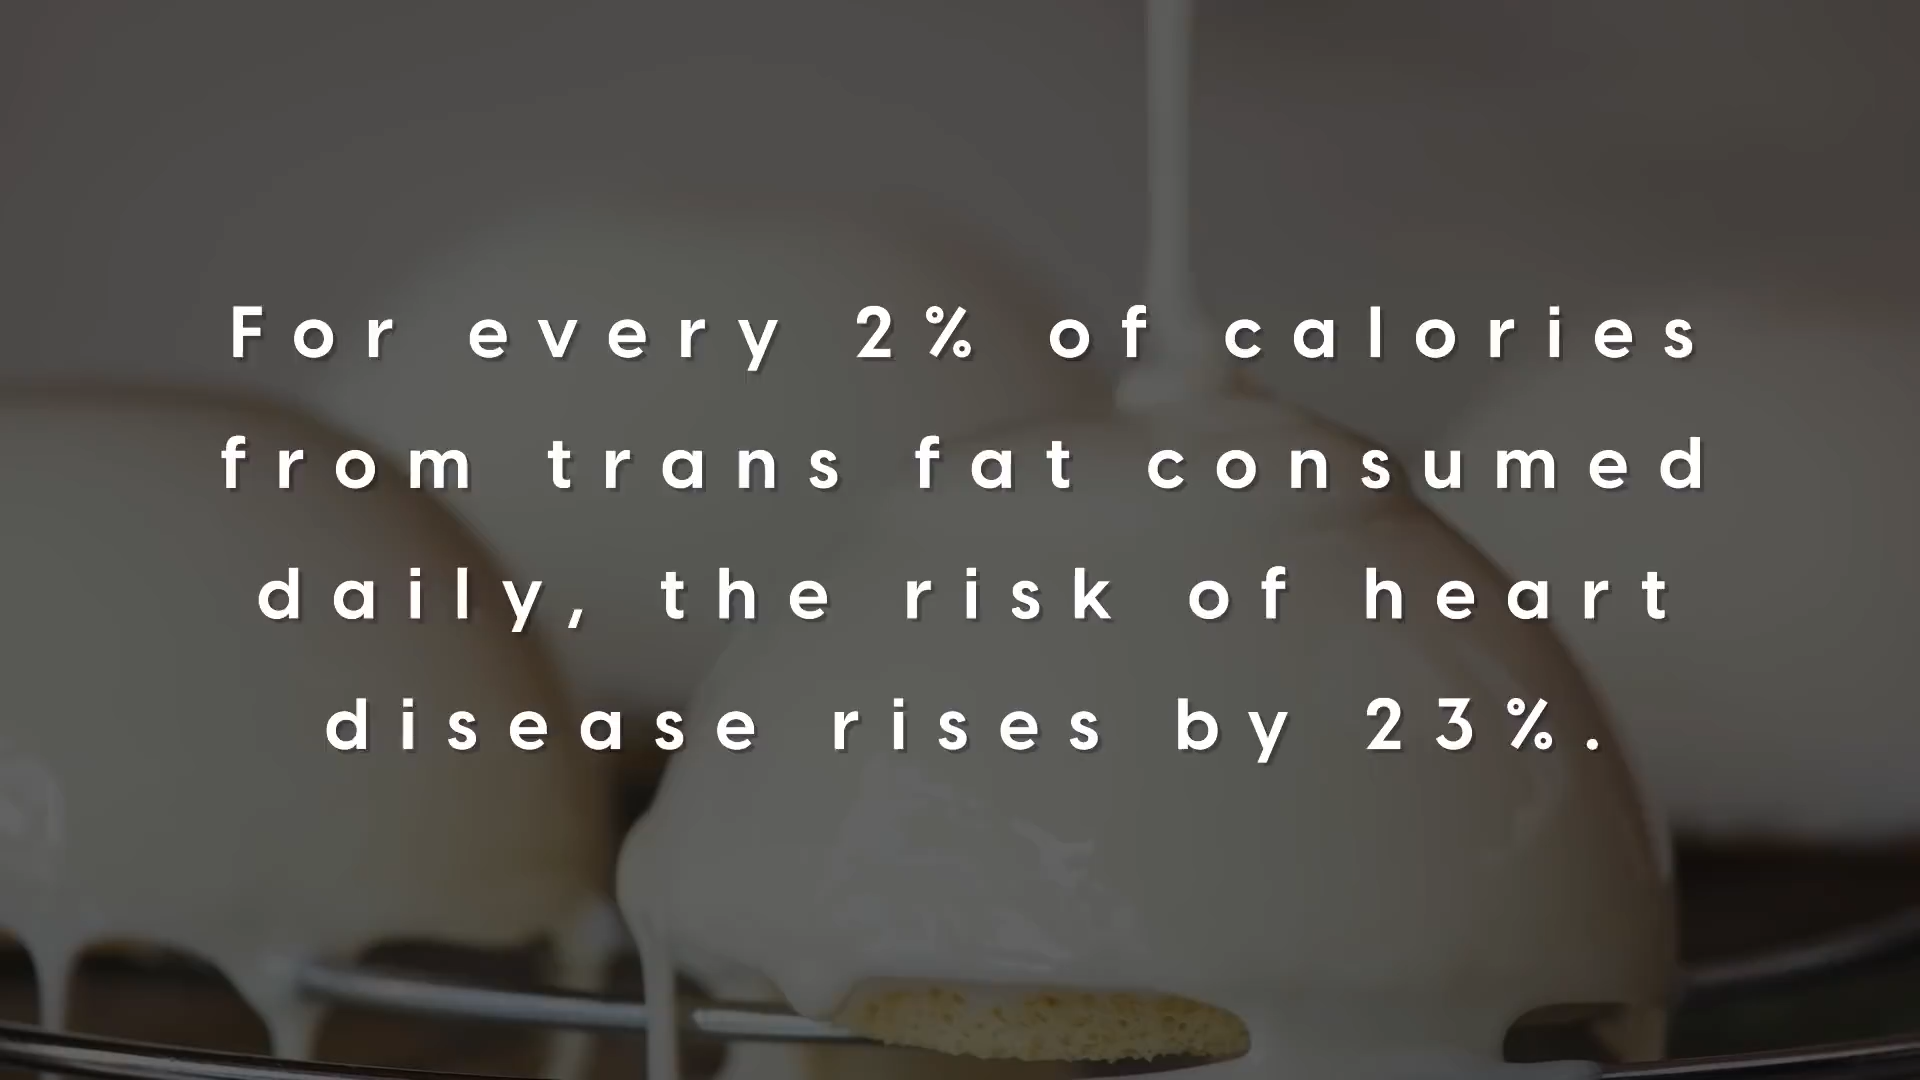 For every 2% of calories
from trans fat consumed
daily, the risk of heart
disease rises by 23%.